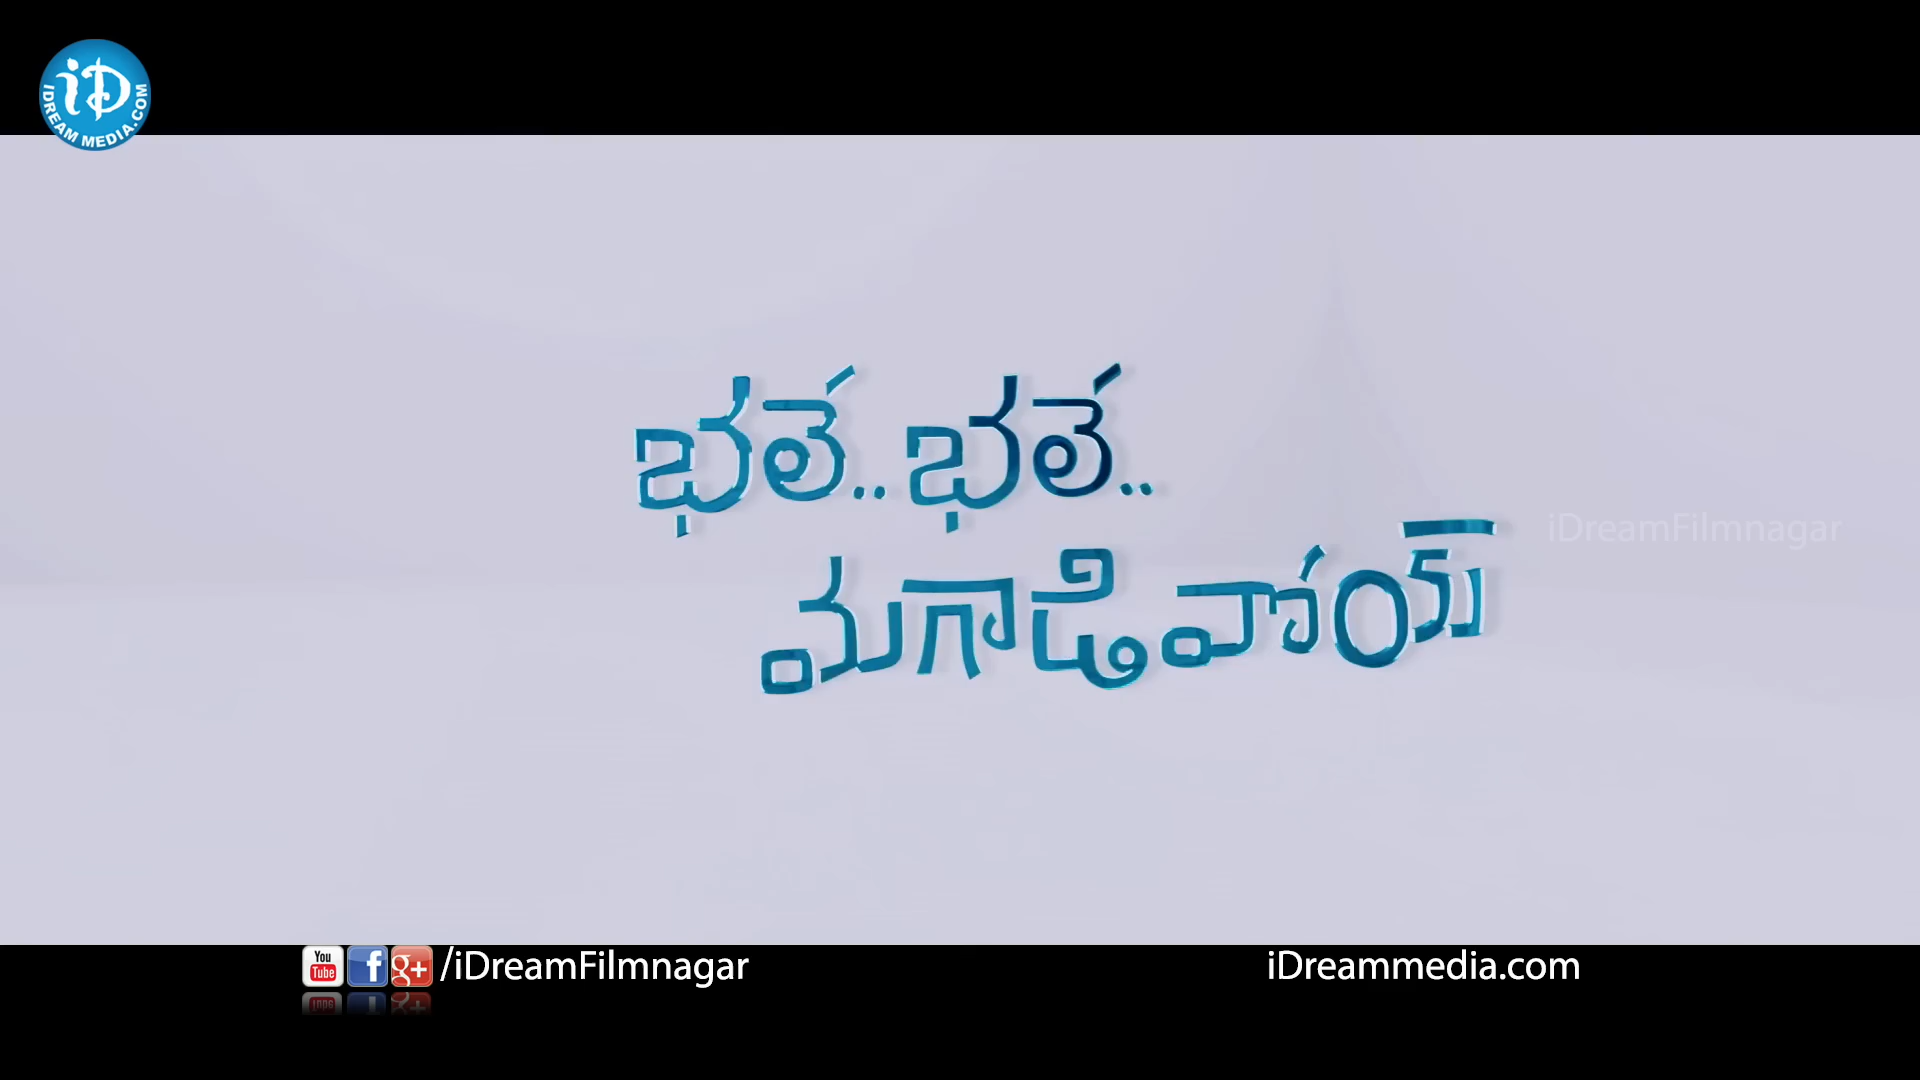 iD
IDREAM MEDIA.COM
భలే.. భలే..
మగాడివోయ్
iDreamFilmnagar
You Tube f g+ /iDreamFilmnagar
iDreammedia.com